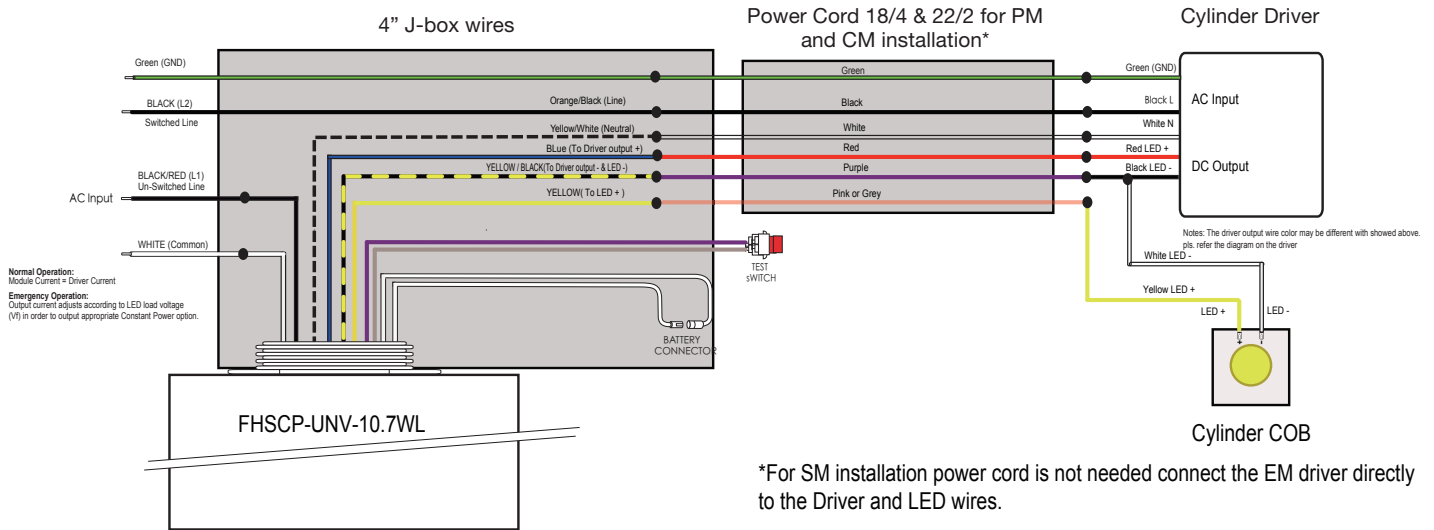 4” J-box wires
Power Cord 18/4 & 22/2 for PM
and CM installation*
Cylinder Driver
Green (GND)
Green
Green (GND)
BLACK (L2)
Switched Line
Orange/Black (Line)
Black
Black L
AC Input
Yellow/White (Neutral)
White
White N
BLue (To Driver output +)
Red
Red LED +
YELLOW / BLACK(To Driver output - & LED -)
Purple
Black LED -
DC Output
BLACK/RED (L1)
Un-Switched Line
AC Input
YELLOW( To LED + )
Pink or Grey
Notes: The driver output wire color may be different with showed above.
pls. refer the diagram on the driver
WHITE (Common)
White LED -
TEST
sWITCH
Normal Operation:
Module Current = Driver Current
Emergency Operation:
Output current adjusts according to LED load voltage
(Vf) in order to output appropriate Constant Power option.
Yellow LED +
LED +
LED -
+
-
BATTERY
CONNECTOR
FHSCP-UNV-10.7WL
Cylinder COB
*For SM installation power cord is not needed connect the EM driver directly
to the Driver and LED wires.